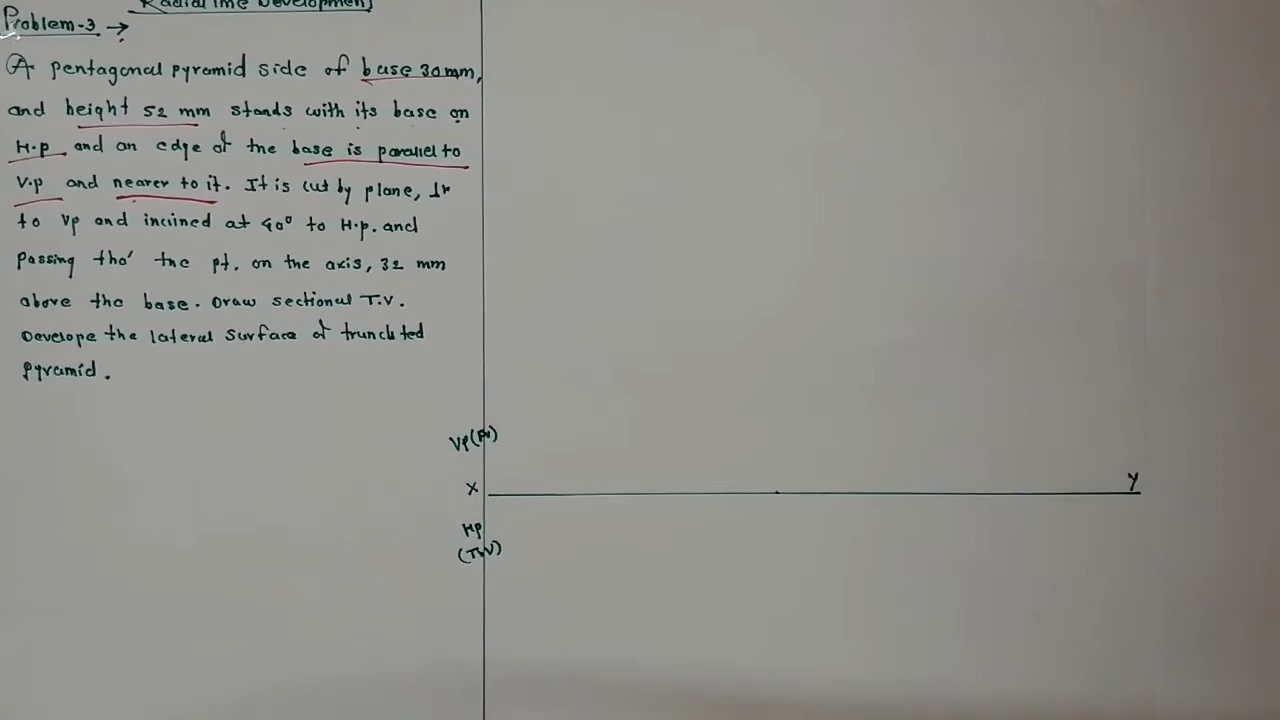 Radial line Development
Problem-3 →
A pentagonal pyramid side of base 30mm,
and height 52 mm stands with its base on
H.p and an edge of the base is parallel to
V.p and nearer to it. It is cut by plane, ⊥r
to Vp and inclined at 40° to H.p. and
passing tho' the pt. on the axis, 32 mm
above the base. Draw sectional T.V.
Develope the lateral surface of truncated
pyramid.
Vp(Fv)
X Y
Hp
(Tv)